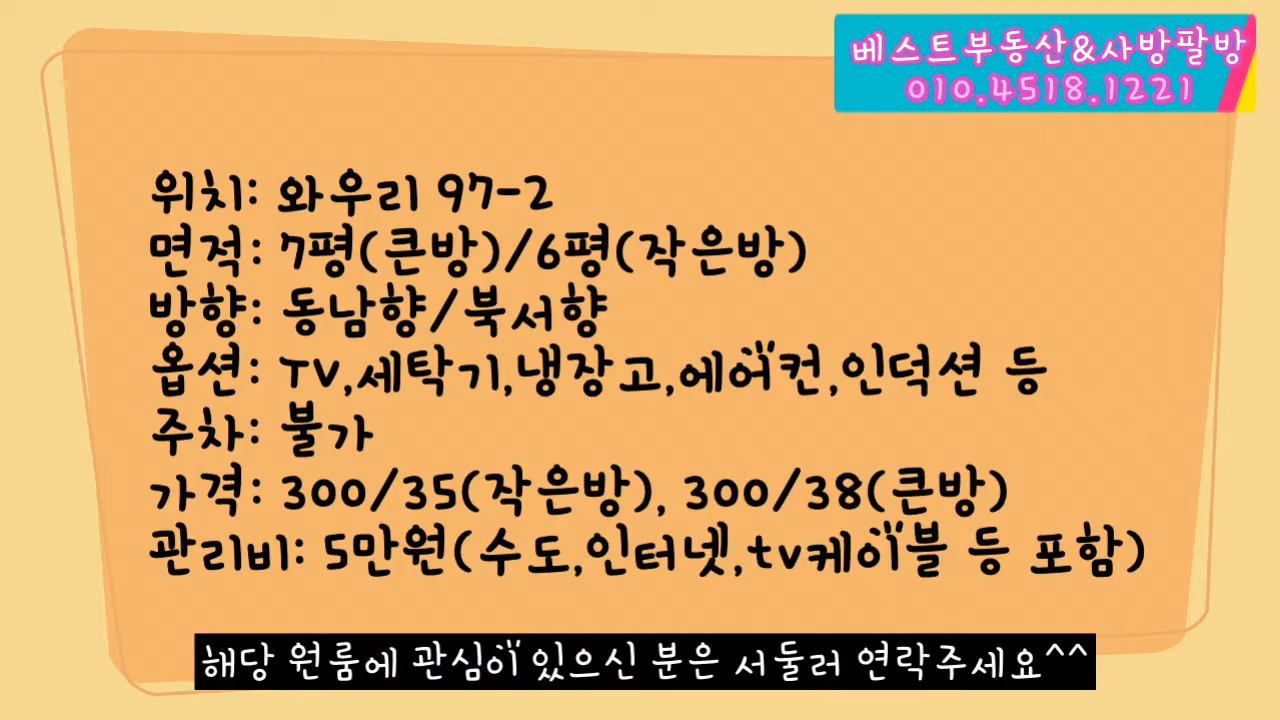 베스트부동산&사방팔방
010.4518.1221
위치: 와우리 97-2
면적: 7평(큰방)/6평(작은방)
방향: 동남향/북서향
옵션: TV,세탁기,냉장고,에어컨,인덕션 등
주차: 불가
가격: 300/35(작은방), 300/38(큰방)
관리비: 5만원(수도,인터넷,tv케이블 등 포함)
해당 원룸에 관심이 있으신 분은 서둘러 연락주세요^^